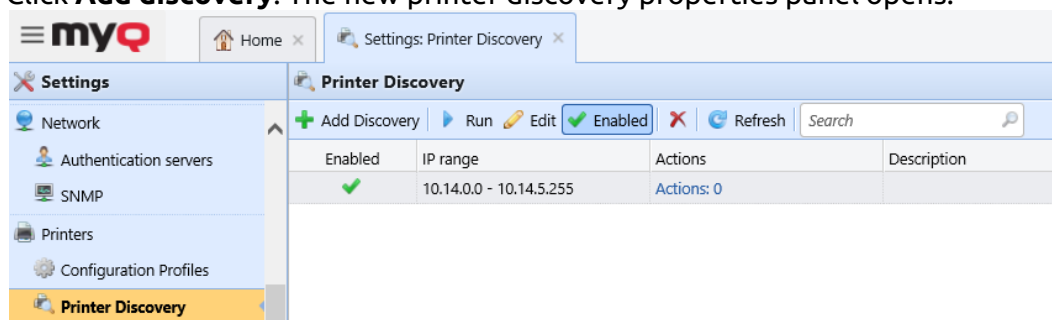 Click Add discovery. The new printer discovery properties panel opens.
myQ
Home
Settings: Printer Discovery
Settings
Printer Discovery
Network
Add Discovery Run Edit Enabled Refresh Search
Authentication servers
Enabled IP range Actions Description
SNMP
10.14.0.0 - 10.14.5.255 Actions: 0
Printers
Configuration Profiles
Printer Discovery